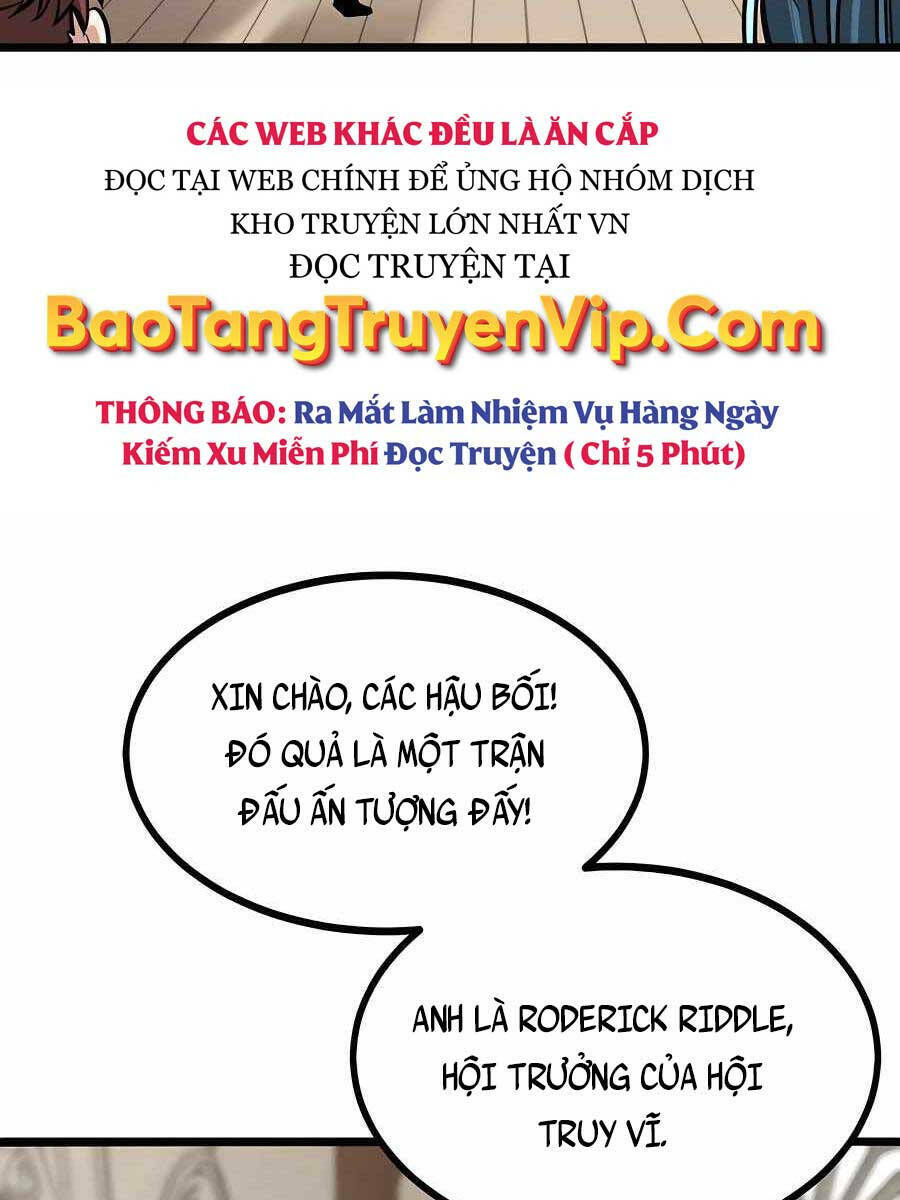 CÁC WEB KHÁC ĐỀU LÀ ĂN CẮP
ĐỌC TẠI WEB CHÍNH ĐỂ ỦNG HỘ NHÓM DỊCH
KHO TRUYỆN LỚN NHẤT VN
ĐỌC TRUYỆN TẠI
BaoTangTruyenVip.Com
THÔNG BÁO: Ra Mắt Làm Nhiệm Vụ Hàng Ngày
Kiếm Xu Miễn Phí Đọc Truyện ( Chỉ 5 Phút)
XIN CHÀO, CÁC HẬU BỐI!
ĐÓ QUẢ LÀ MỘT TRẬN
ĐẤU ẤN TƯỢNG ĐẤY!
ANH LÀ RODERICK RIDDLE,
HỘI TRƯỞNG CỦA HỘI
TRUY VĨ.